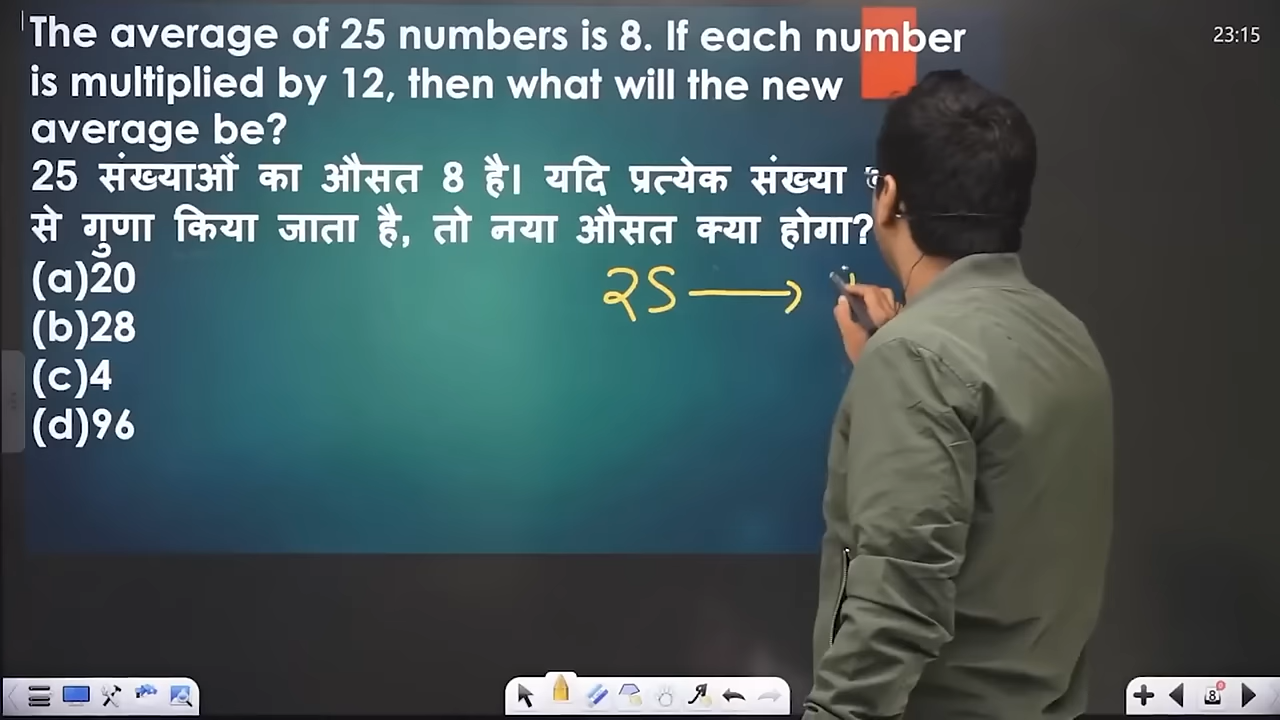 The average of 25 numbers is 8. If each number
is multiplied by 12, then what will the new
average be?
25 संख्याओं का औसत 8 है। यदि प्रत्येक संख्या
से गुणा किया जाता है, तो नया औसत क्या होगा?
(a)20
(b)28
(c)4
(d)96
25
23:15
8